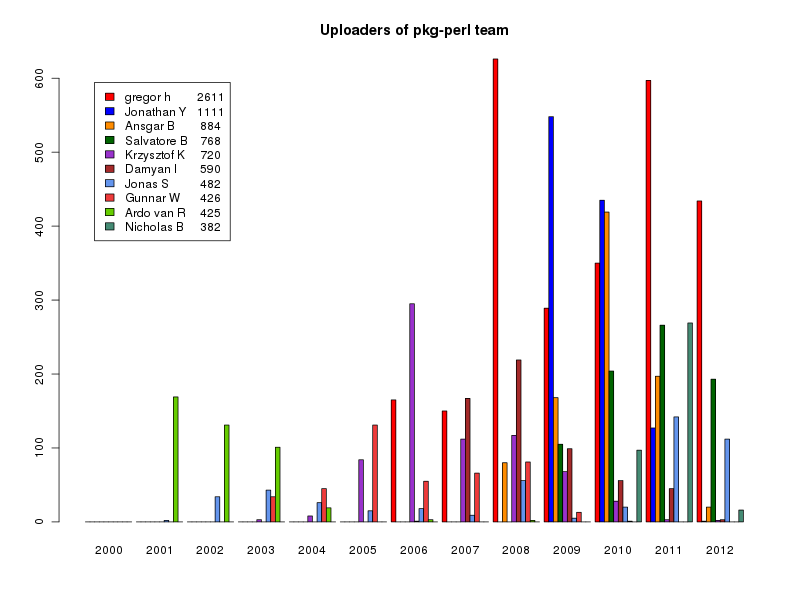 Uploaders of pkg-perl team
gregor h 2611
Jonathan Y 1111
Ansgar B 884
Salvatore B 768
Krzysztof K 720
Damyan I 590
Jonas S 482
Gunnar W 426
Ardo van R 425
Nicholas B 382
600
500
400
300
200
100
0
2000 2001 2002 2003 2004 2005 2006 2007 2008 2009 2010 2011 2012